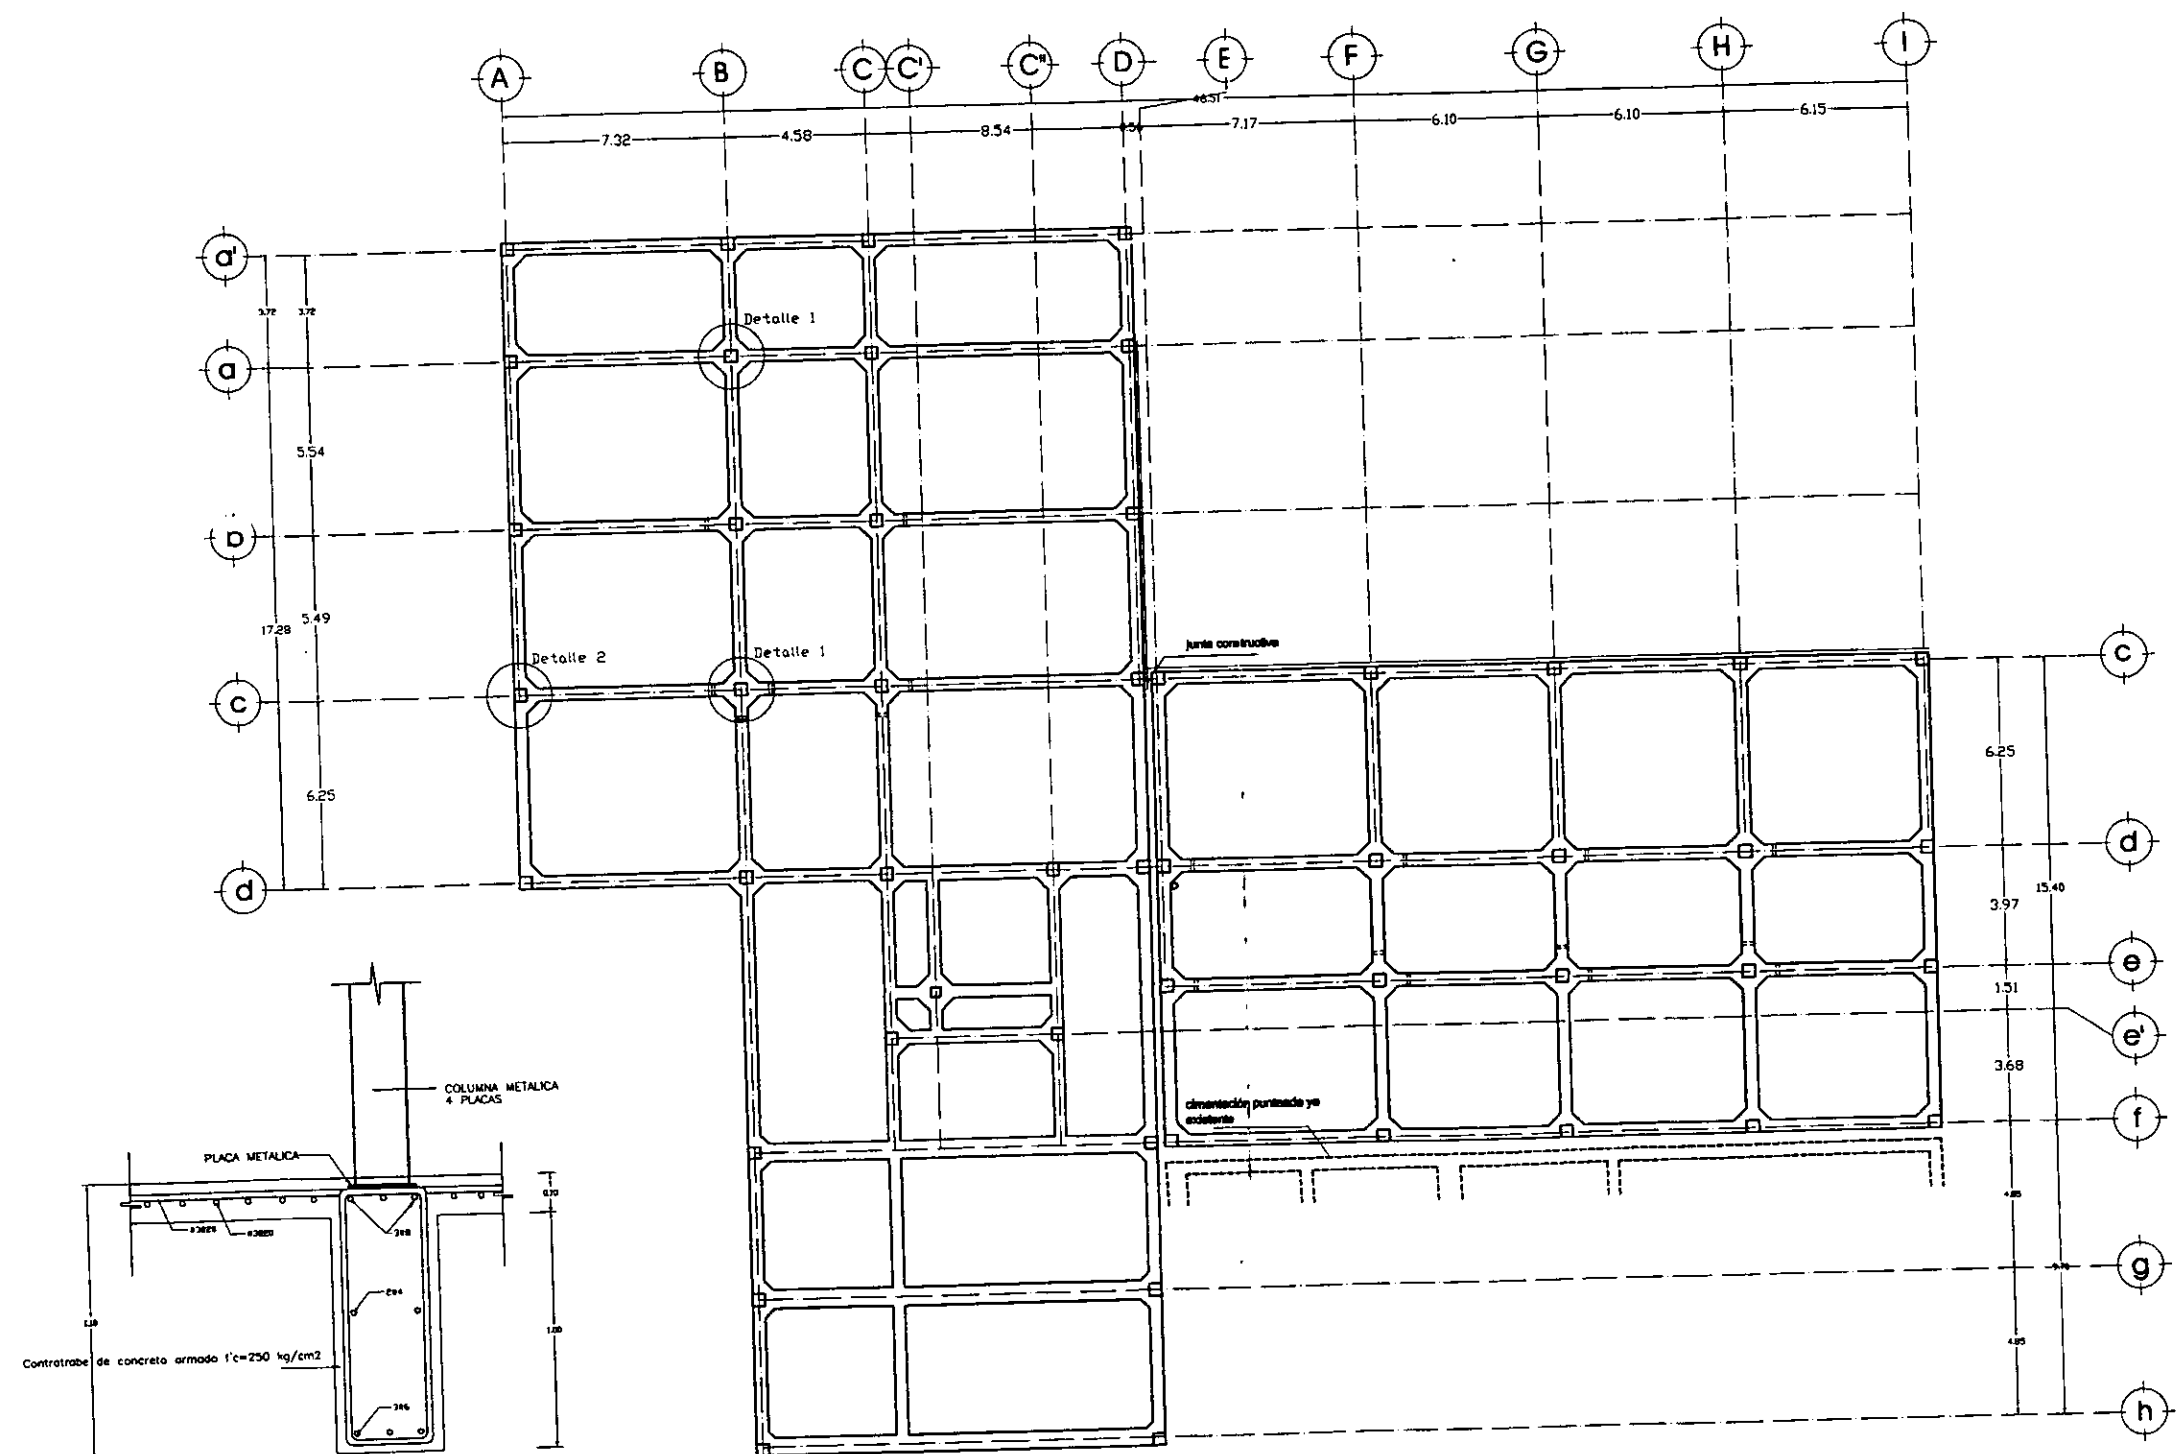 A B C C' C" D E F G H I
46.51
7.32 4.58 8.54 7.17 6.10 6.10 6.15
a'
3.72 3.72
Detalle 1
a
5.54
b
5.49
17.28
junta constructiva
Detalle 2 Detalle 1
c c
6.25
6.25
d d
15.40
3.97
e
1.51
e'
3.68
COLUMNA METALICA
4 PLACAS
cimentación punteada ya
existente
f
PLACA METALICA
4.85
g
1.00
4.85
Contratrabe de concreto armado f'c=250 kg/cm2
h